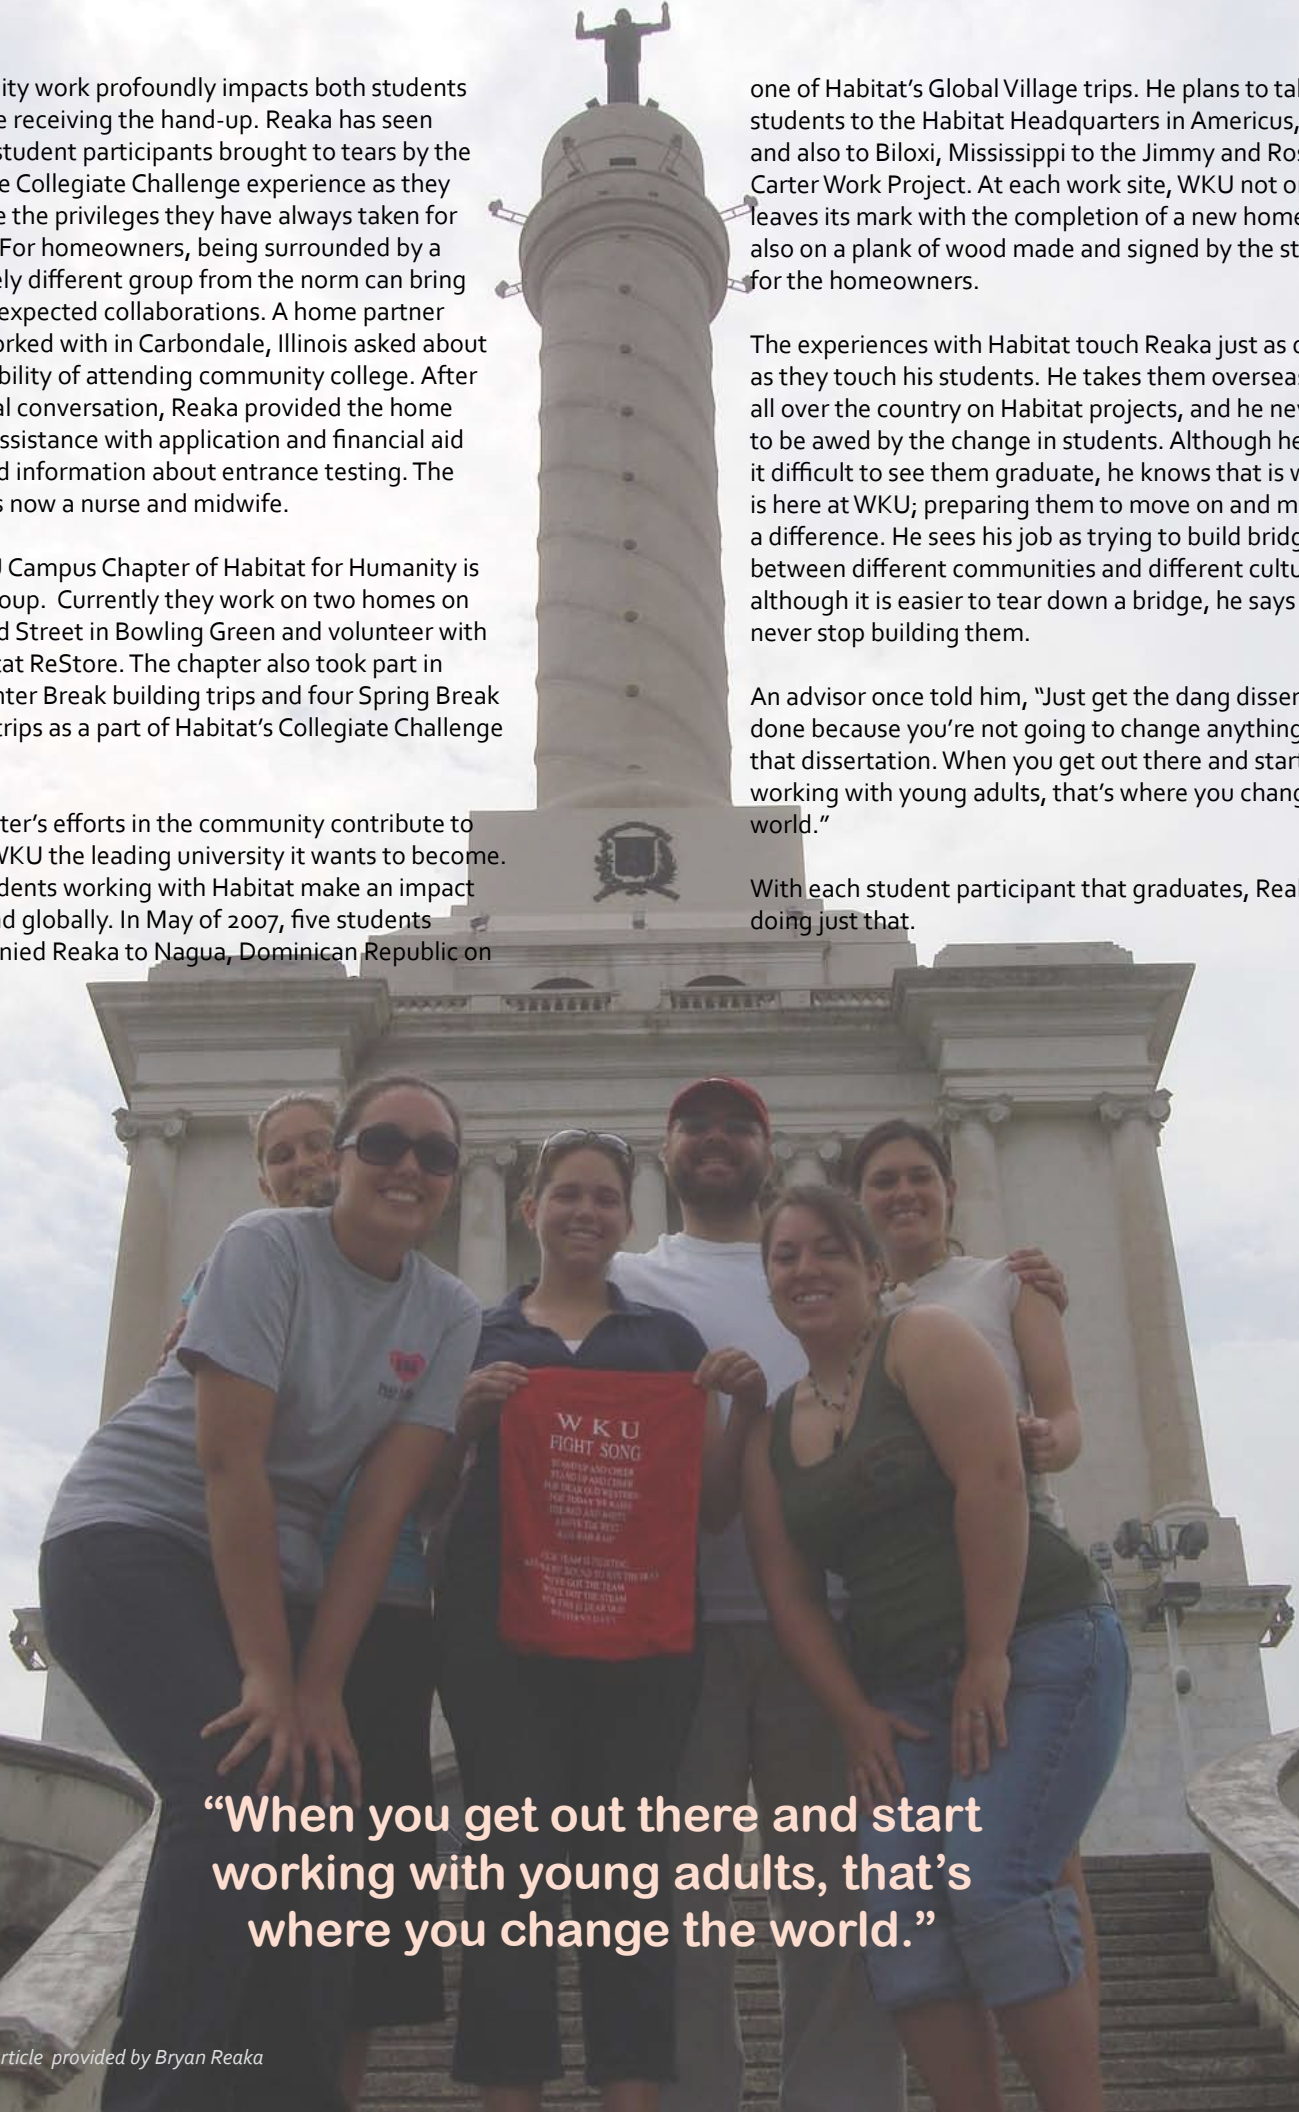 ity work profoundly impacts both students
e receiving the hand-up. Reaka has seen
student participants brought to tears by the
e Collegiate Challenge experience as they
e the privileges they have always taken for
For homeowners, being surrounded by a
ely different group from the norm can bring
expected collaborations. A home partner
orked with in Carbondale, Illinois asked about
bility of attending community college. After
al conversation, Reaka provided the home
ssistance with application and financial aid
d information about entrance testing. The
s now a nurse and midwife.
Campus Chapter of Habitat for Humanity is
oup. Currently they work on two homes on
d Street in Bowling Green and volunteer with
tat ReStore. The chapter also took part in
nter Break building trips and four Spring Break
trips as a part of Habitat's Collegiate Challenge
ter's efforts in the community contribute to
WKU the leading university it wants to become.
dents working with Habitat make an impact
nd globally. In May of 2007, five students
nied Reaka to Nagua, Dominican Republic on
one of Habitat's Global Village trips. He plans to tak
students to the Habitat Headquarters in Americus,
and also to Biloxi, Mississippi to the Jimmy and Ros
Carter Work Project. At each work site, WKU not o
leaves its mark with the completion of a new home
also on a plank of wood made and signed by the st
for the homeowners.
The experiences with Habitat touch Reaka just as
as they touch his students. He takes them oversea
all over the country on Habitat projects, and he nev
to be awed by the change in students. Although he
it difficult to see them graduate, he knows that is
is here at WKU; preparing them to move on and m
a difference. He sees his job as trying to build bridg
between different communities and different cultu
although it is easier to tear down a bridge, he says
never stop building them.
An advisor once told him, “Just get the dang disser
done because you're not going to change anything
that dissertation. When you get out there and start
working with young adults, that's where you chang
world.”
With each student participant that graduates, Rea
doing just that.
WKU
FIGHT SONG
STAND UP AND CHEER
STAND UP AND CHEER
“When you get out there and start
working with young adults, that's
where you change the world.”
rticle provided by Bryan Reaka